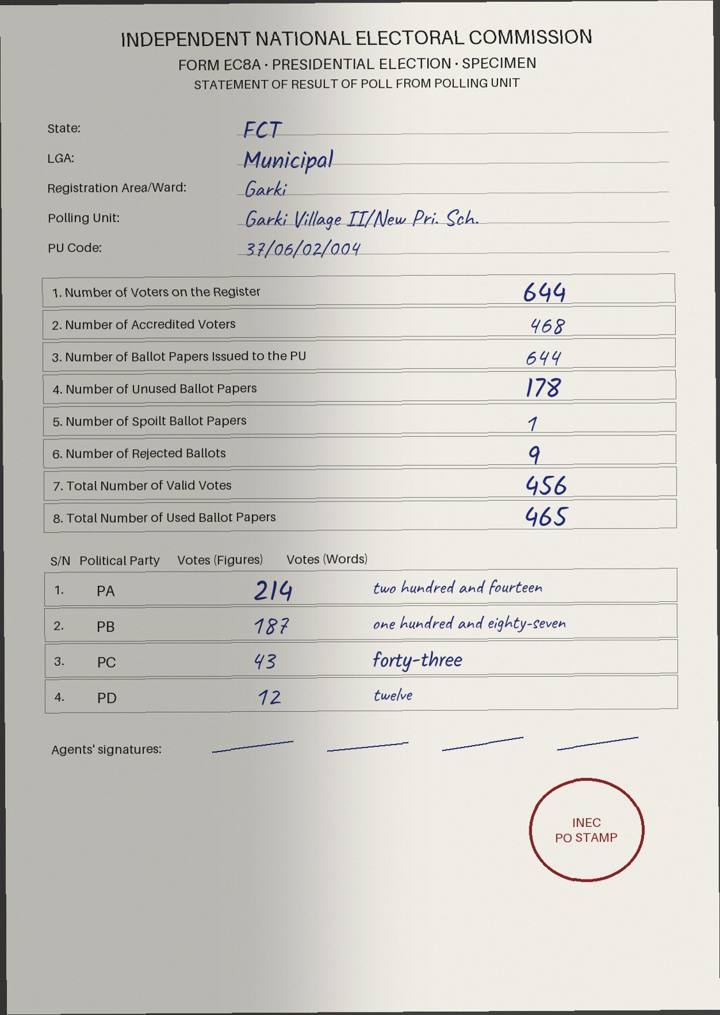 INDEPENDENT NATIONAL ELECTORAL COMMISSION
FORM EC8A · PRESIDENTIAL ELECTION · SPECIMEN
STATEMENT OF RESULT OF POLL FROM POLLING UNIT
State: FCT
LGA: Municipal
Registration Area/Ward: Garki
Polling Unit: Garki Village II/New Pri. Sch.
PU Code: 37/06/02/004
1. Number of Voters on the Register 644
2. Number of Accredited Voters 468
3. Number of Ballot Papers Issued to the PU 644
4. Number of Unused Ballot Papers 178
5. Number of Spoilt Ballot Papers 1
6. Number of Rejected Ballots 9
7. Total Number of Valid Votes 456
8. Total Number of Used Ballot Papers 465
S/N Political Party Votes (Figures) Votes (Words)
1. PA 214 two hundred and fourteen
2. PB 187 one hundred and eighty-seven
3. PC 43 forty-three
4. PD 12 twelve
Agents' signatures:
INEC
PO STAMP